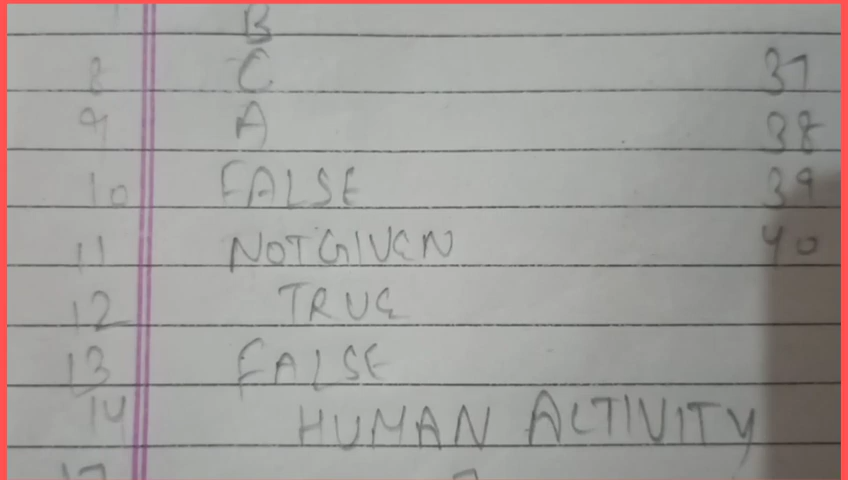 B
8 C 37
9 A 38
10 FALSE 39
11 NOTGIVEN 40
12 TRUE
13 FALSE
14 HUMAN ACTIVITY